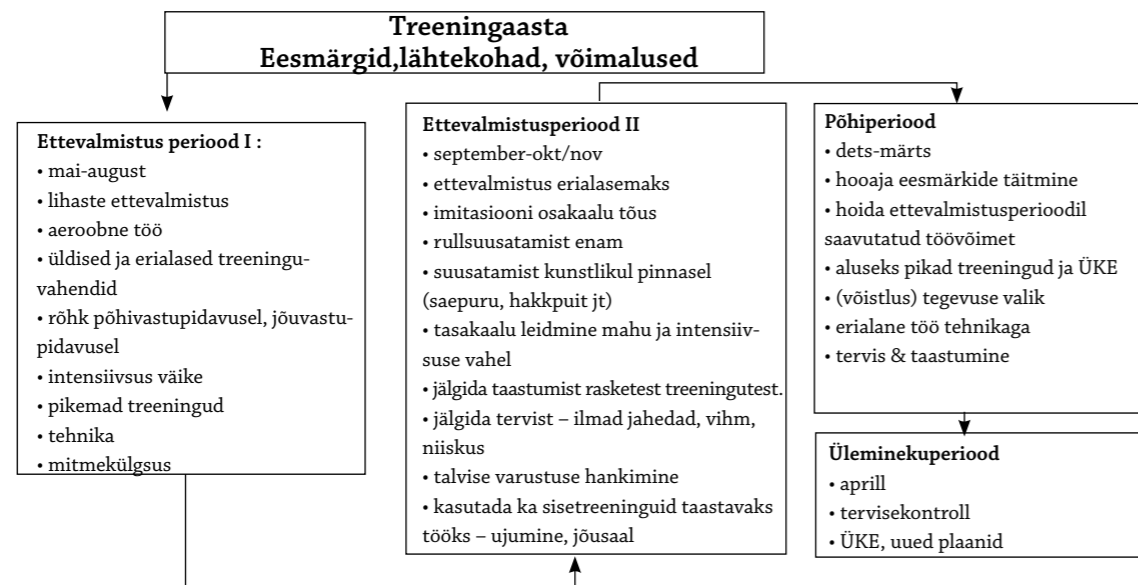 Treeningaasta
Eesmärgid,lähtekohad, võimalused
Ettevalmistus periood I :
• mai-august
• lihaste ettevalmistus
• aeroobne töö
• üldised ja erialased treeningu-
vahendid
• rõhk põhivastupidavusel, jõuvastu-
pidavusel
• intensiivsus väike
• pikemad treeningud
• tehnika
• mitmekülgsus
Ettevalmistusperiood II
• september-okt/nov
• ettevalmistus erialasemaks
• imitasiooni osakaalu tõus
• rullsuusatamist enam
• suusatamist kunstlikul pinnasel
(saepuru, hakkpuit jt)
• tasakaalu leidmine mahu ja intensiiv-
suse vahel
• jälgida taastumist rasketest treeningutest.
• jälgida tervist – ilmad jahedad, vihm,
niiskus
• talvise varustuse hankimine
• kasutada ka sisetreeninguid taastavaks
tööks – ujumine, jõusaal
Põhiperiood
• dets-märts
• hooaja eesmärkide täitmine
• hoida ettevalmistusperioodil
saavutatud töövõimet
• aluseks pikad treeningud ja ÜKE
• (võistlus) tegevuse valik
• erialane töö tehnikaga
• tervis & taastumine
Üleminekuperiood
• aprill
• tervisekontroll
• ÜKE, uued plaanid